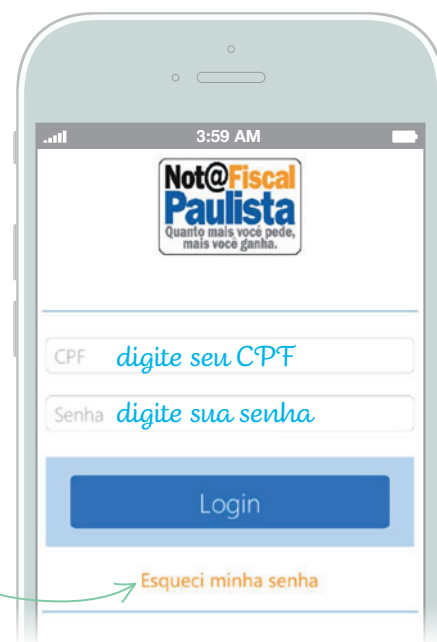 3:59 AM
Not@Fiscal
Paulista
Quanto mais você pede,
mais você ganha.
CPF digite seu CPF
Senha digite sua senha
Login
Esqueci minha senha